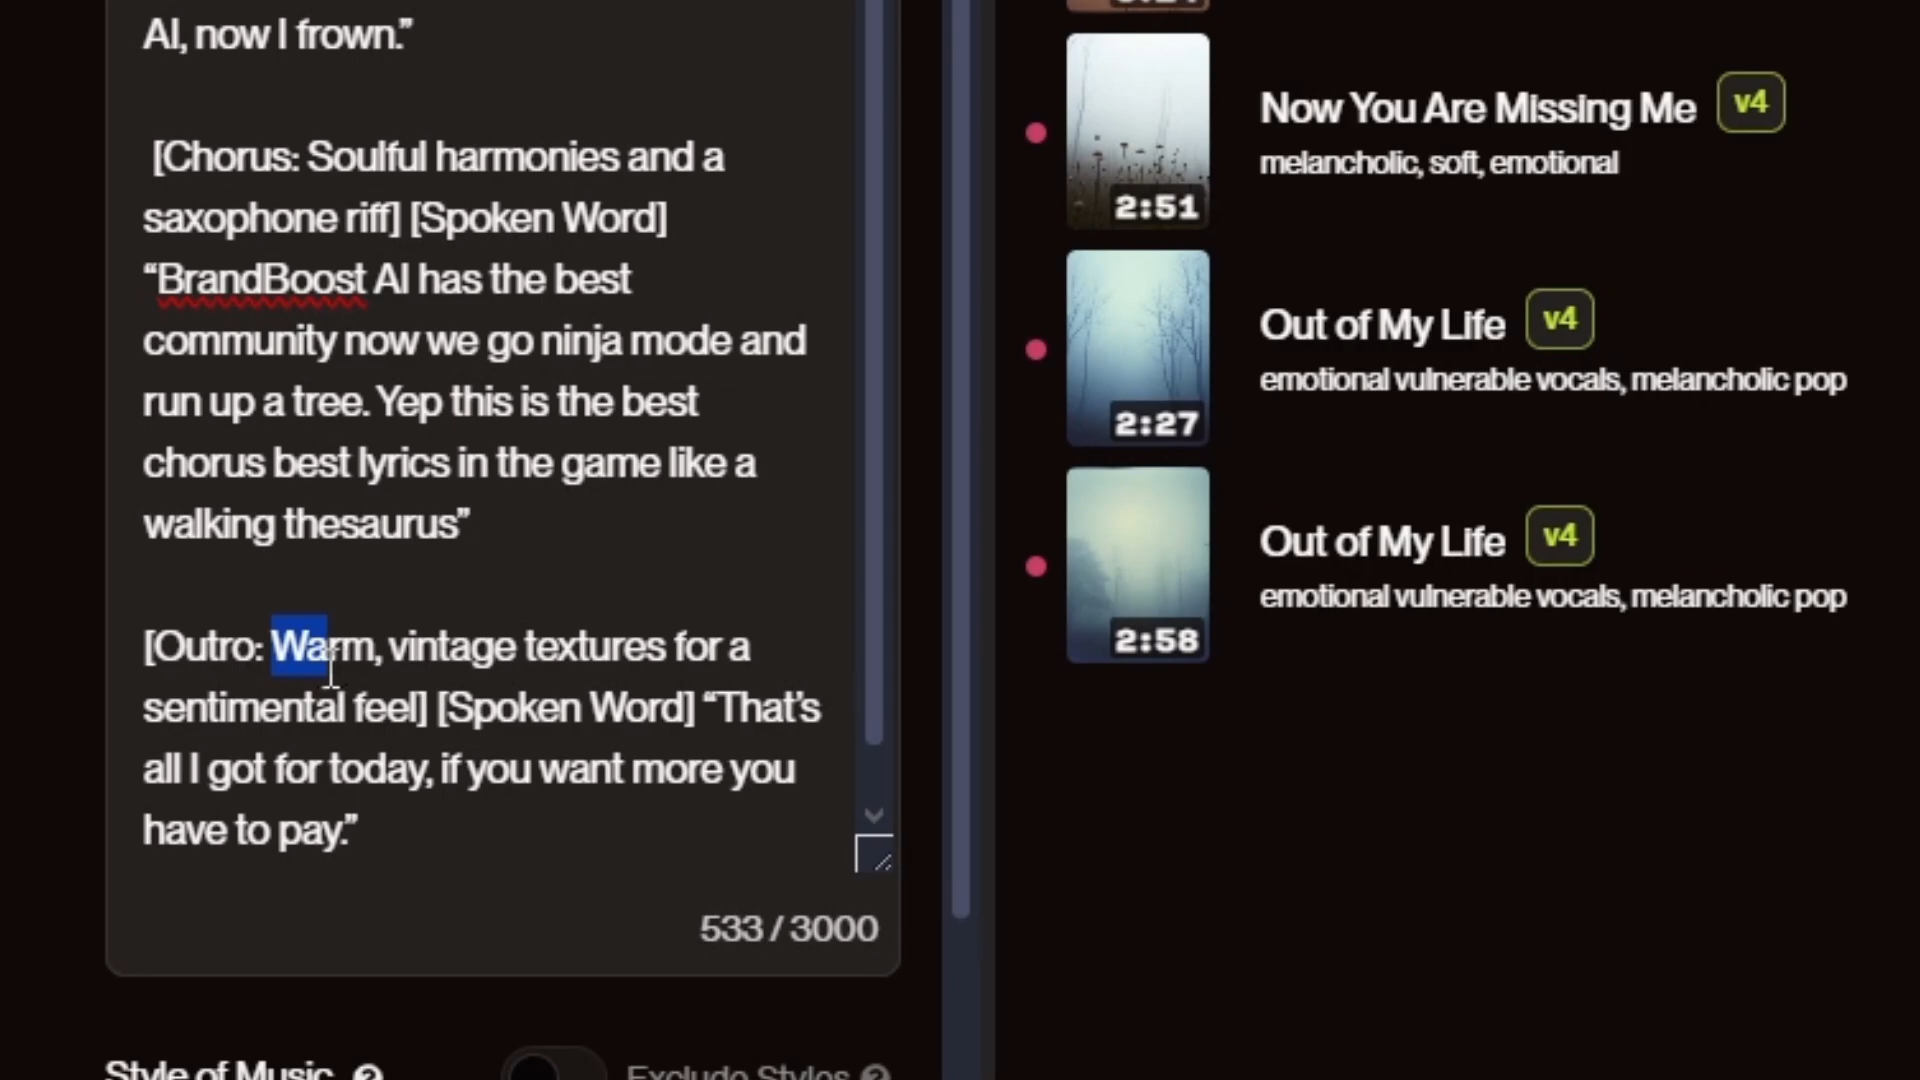 AI, now I frown.”
[Chorus: Soulful harmonies and a
saxophone riff] [Spoken Word]
“BrandBoost AI has the best
community now we go ninja mode and
run up a tree. Yep this is the best
chorus best lyrics in the game like a
walking thesaurus”
[Outro: Warm, vintage textures for a
sentimental feel] [Spoken Word] “That’s
all I got for today, if you want more you
have to pay.”
533 / 3000
Style of Music
Exclude Styles
Now You Are Missing Me v4
melancholic, soft, emotional
2:51
Out of My Life v4
emotional vulnerable vocals, melancholic pop
2:27
Out of My Life v4
emotional vulnerable vocals, melancholic pop
2:58